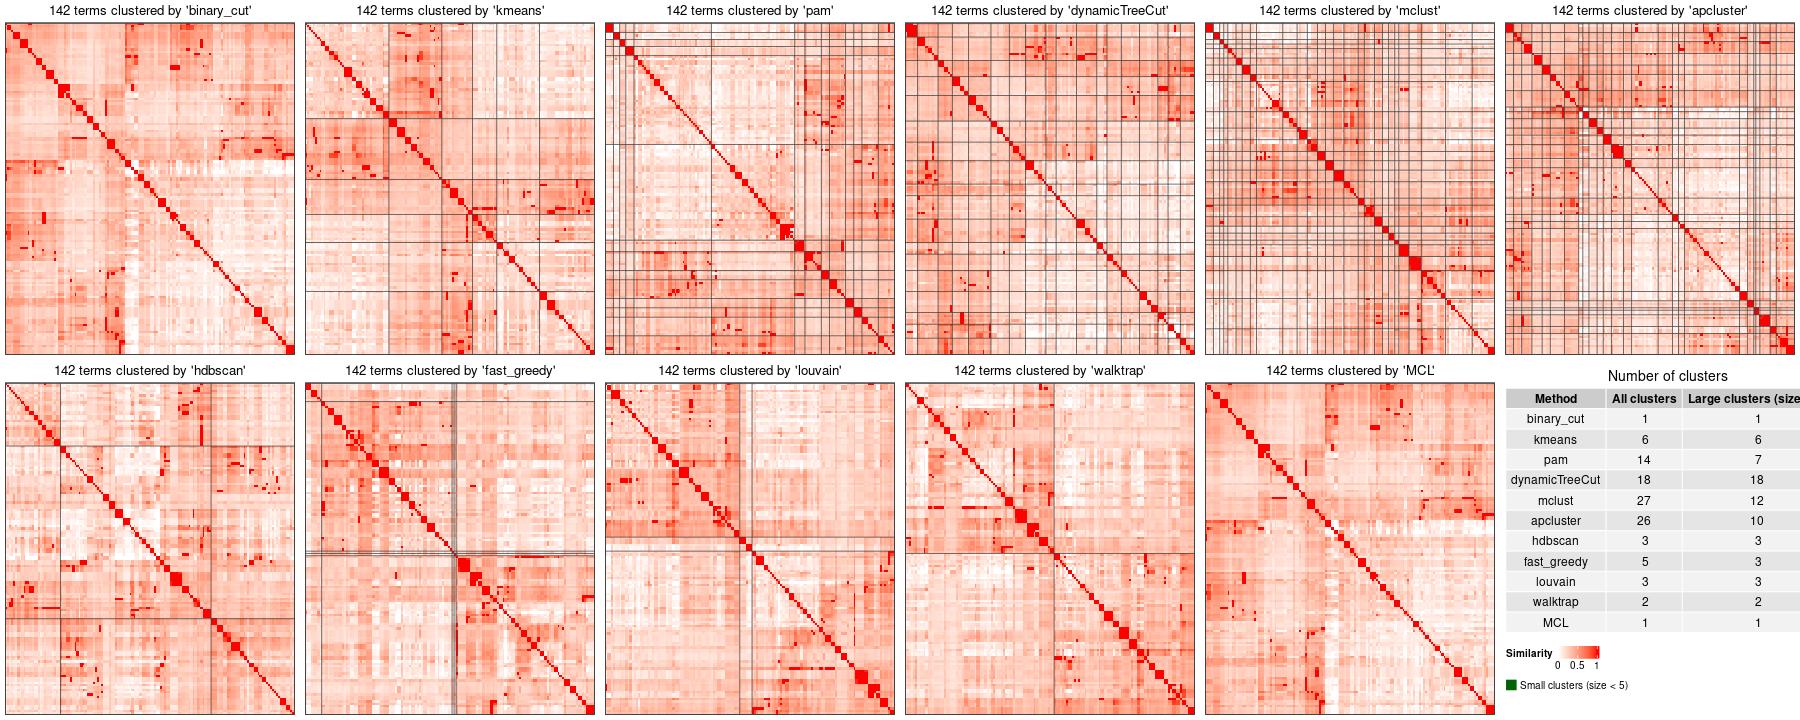 142 terms clustered by 'binary_cut'
142 terms clustered by 'kmeans'
142 terms clustered by 'pam'
142 terms clustered by 'dynamicTreeCut'
142 terms clustered by 'mclust'
142 terms clustered by 'apcluster'
142 terms clustered by 'hdbscan'
142 terms clustered by 'fast_greedy'
142 terms clustered by 'louvain'
142 terms clustered by 'walktrap'
142 terms clustered by 'MCL'
Number of clusters
Method All clusters Large clusters (size
binary_cut 1 1
kmeans 6 6
pam 14 7
dynamicTreeCut 18 18
mclust 27 12
apcluster 26 10
hdbscan 3 3
fast_greedy 5 3
louvain 3 3
walktrap 2 2
MCL 1 1
Similarity
0 0.5 1
Small clusters (size < 5)